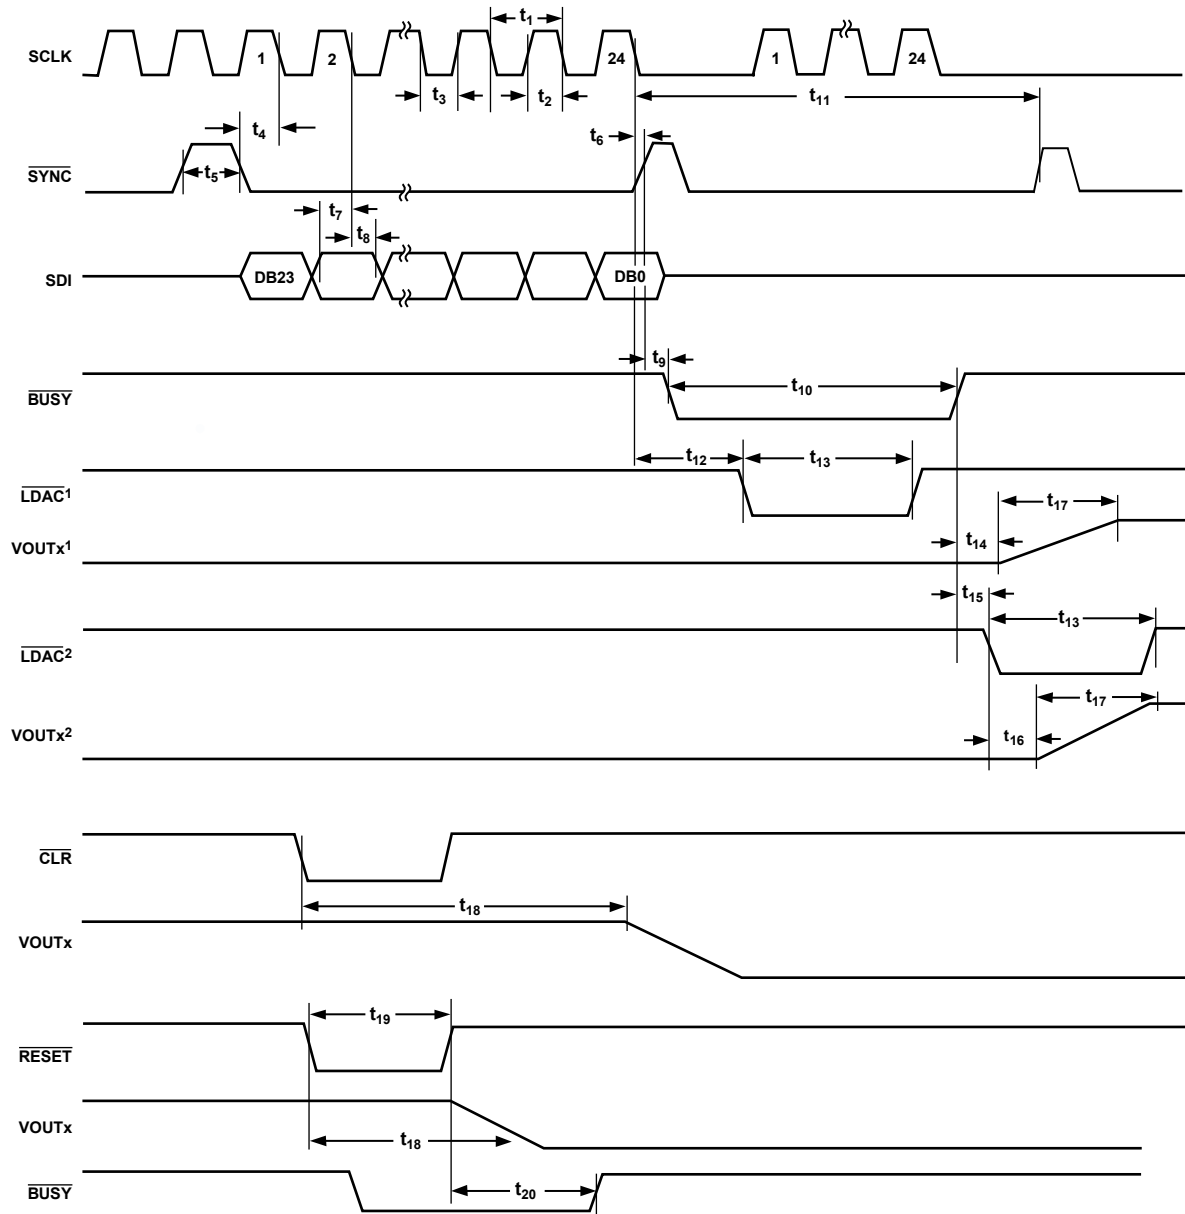 t1
SCLK 1 2 24 1 24
t3 t2
t11
t4 t6
SYNC t5
t7
t8
SDI DB23 DB0
t9
BUSY t10
t12 t13
LDAC1
t17
VOUTx1 t14
t15
t13
LDAC2
t17
VOUTx2 t16
CLR
t18
VOUTx
t19
RESET
VOUTx
t18
BUSY t20